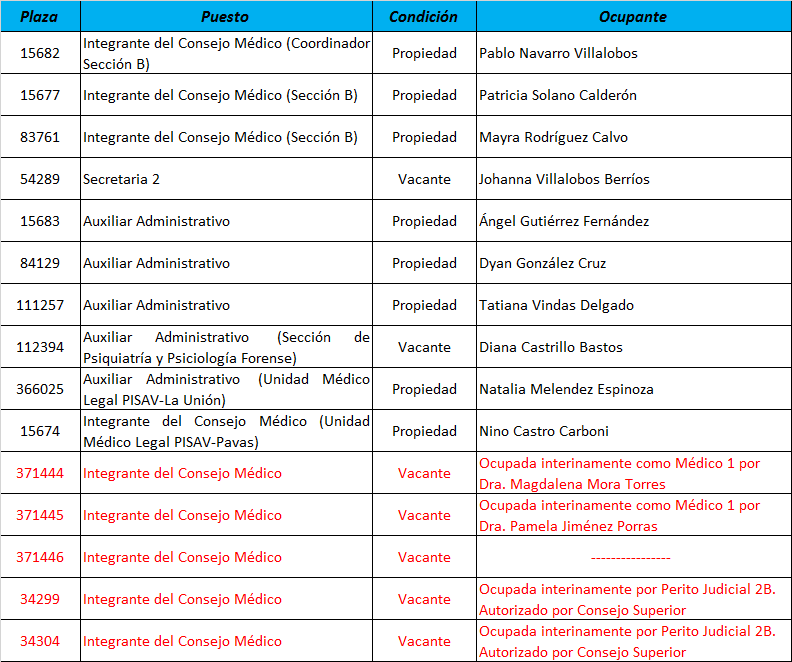 Plaza Puesto Condición Ocupante
15682 Integrante del Consejo Médico (Coordinador Sección B) Propiedad Pablo Navarro Villalobos
15677 Integrante del Consejo Médico (Sección B) Propiedad Patricia Solano Calderón
83761 Integrante del Consejo Médico (Sección B) Propiedad Mayra Rodríguez Calvo
54289 Secretaria 2 Vacante Johanna Villalobos Berríos
15683 Auxiliar Administrativo Propiedad Ángel Gutiérrez Fernández
84129 Auxiliar Administrativo Propiedad Dyan González Cruz
111257 Auxiliar Administrativo Propiedad Tatiana Vindas Delgado
112394 Auxiliar Administrativo (Sección de Psiquiatría y Psiciología Forense) Vacante Diana Castrillo Bastos
366025 Auxiliar Administrativo (Unidad Médico Legal PISAV-La Unión) Propiedad Natalia Melendez Espinoza
15674 Integrante del Consejo Médico (Unidad Médico Legal PISAV-Pavas) Propiedad Nino Castro Carboni
371444 Integrante del Consejo Médico Vacante Ocupada interinamente como Médico 1 por Dra. Magdalena Mora Torres
371445 Integrante del Consejo Médico Vacante Ocupada interinamente como Médico 1 por Dra. Pamela Jiménez Porras
371446 Integrante del Consejo Médico Vacante ----------------
34299 Integrante del Consejo Médico Vacante Ocupada interinamente por Perito Judicial 2B. Autorizado por Consejo Superior
34304 Integrante del Consejo Médico Vacante Ocupada interinamente por Perito Judicial 2B. Autorizado por Consejo Superior